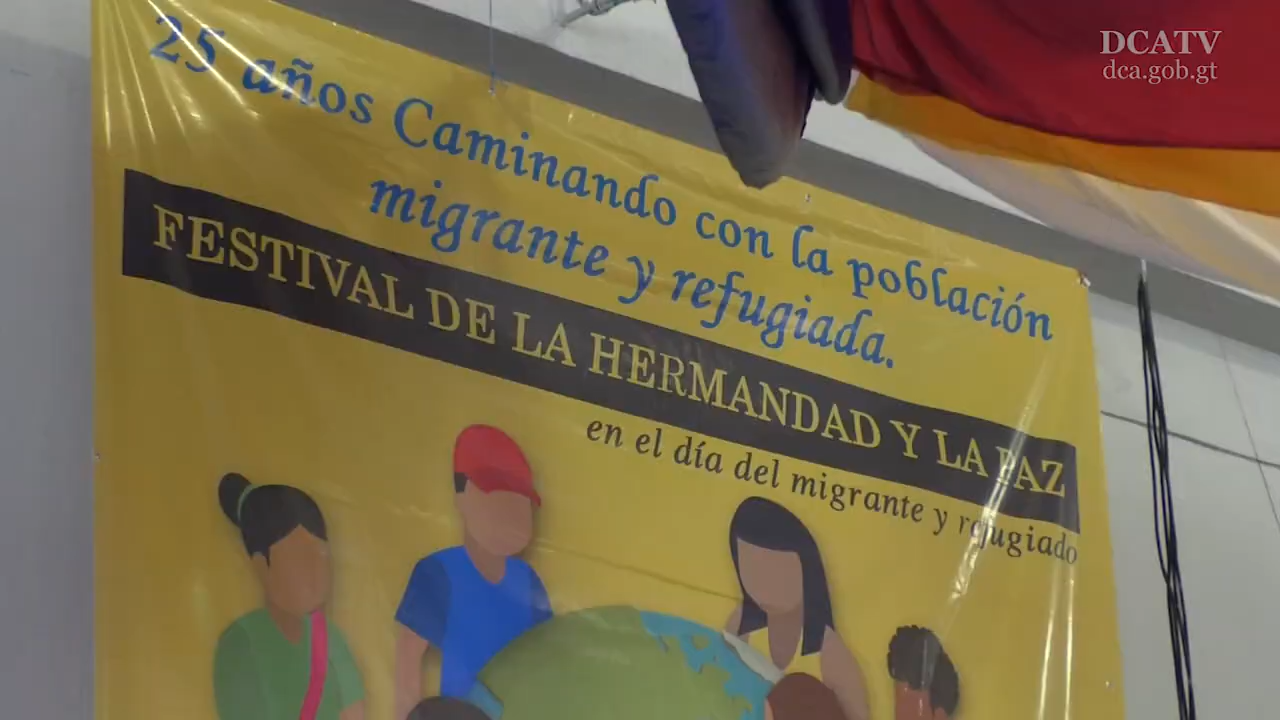 DCATV
dca.gob.gt
25 años Caminando con la población
migrante y refugiada.
FESTIVAL DE LA HERMANDAD Y LA PAZ
en el día del migrante y refugiado